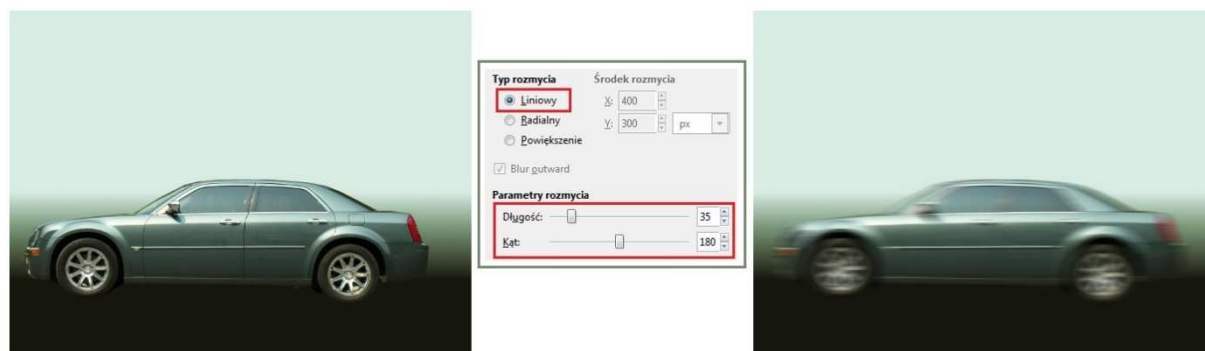 Typ rozmycia
Liniowy
Radialny
Powiększenie
Środek rozmycia
X: 400
Y: 300 px
Blur outward
Parametry rozmycia
Długość: 35
Kąt: 180